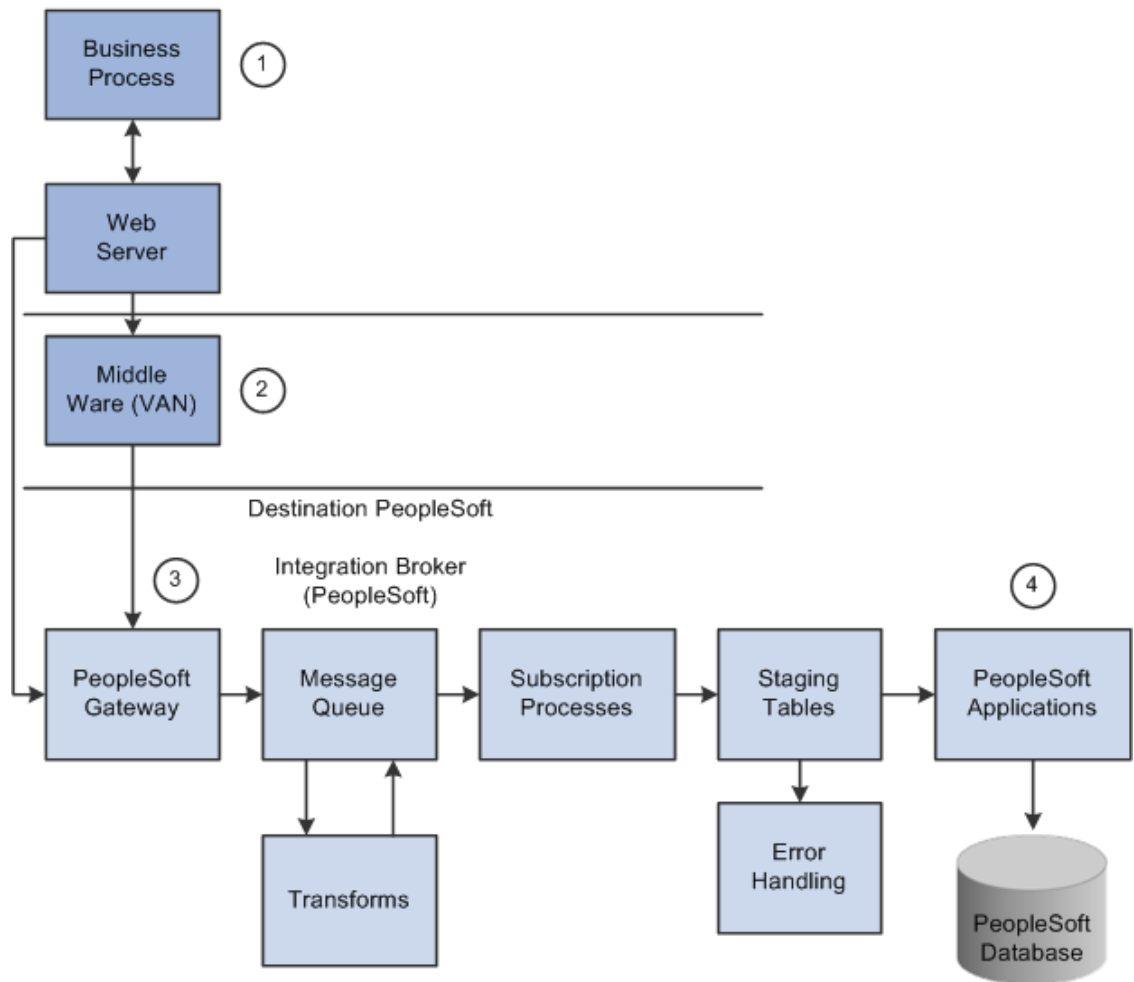 Business
Process
1
Web
Server
Middle
Ware (VAN)
2
Destination PeopleSoft
3
Integration Broker
(PeopleSoft)
4
PeopleSoft
Gateway
Message
Queue
Subscription
Processes
Staging
Tables
PeopleSoft
Applications
Transforms
Error
Handling
PeopleSoft
Database